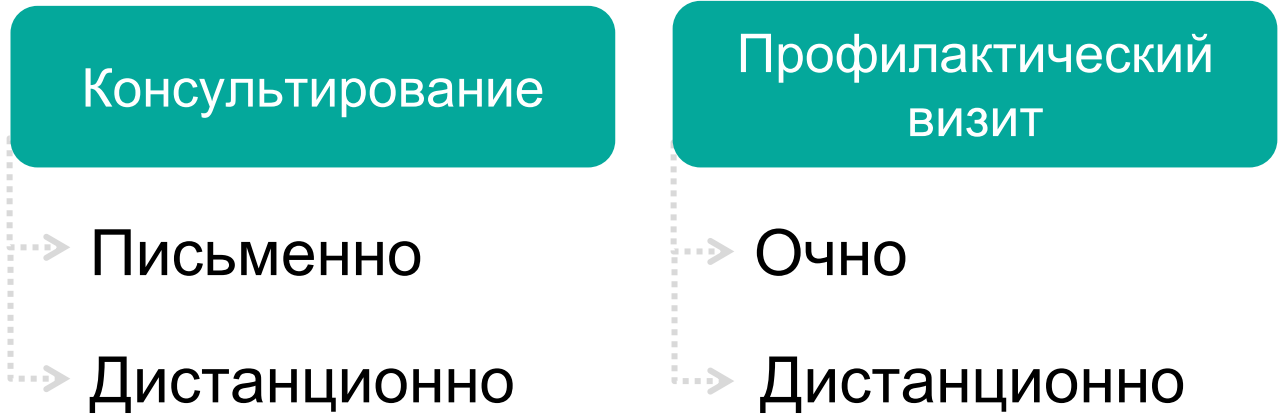 Консультирование
Письменно
Дистанционно
Профилактический
визит
Очно
Дистанционно